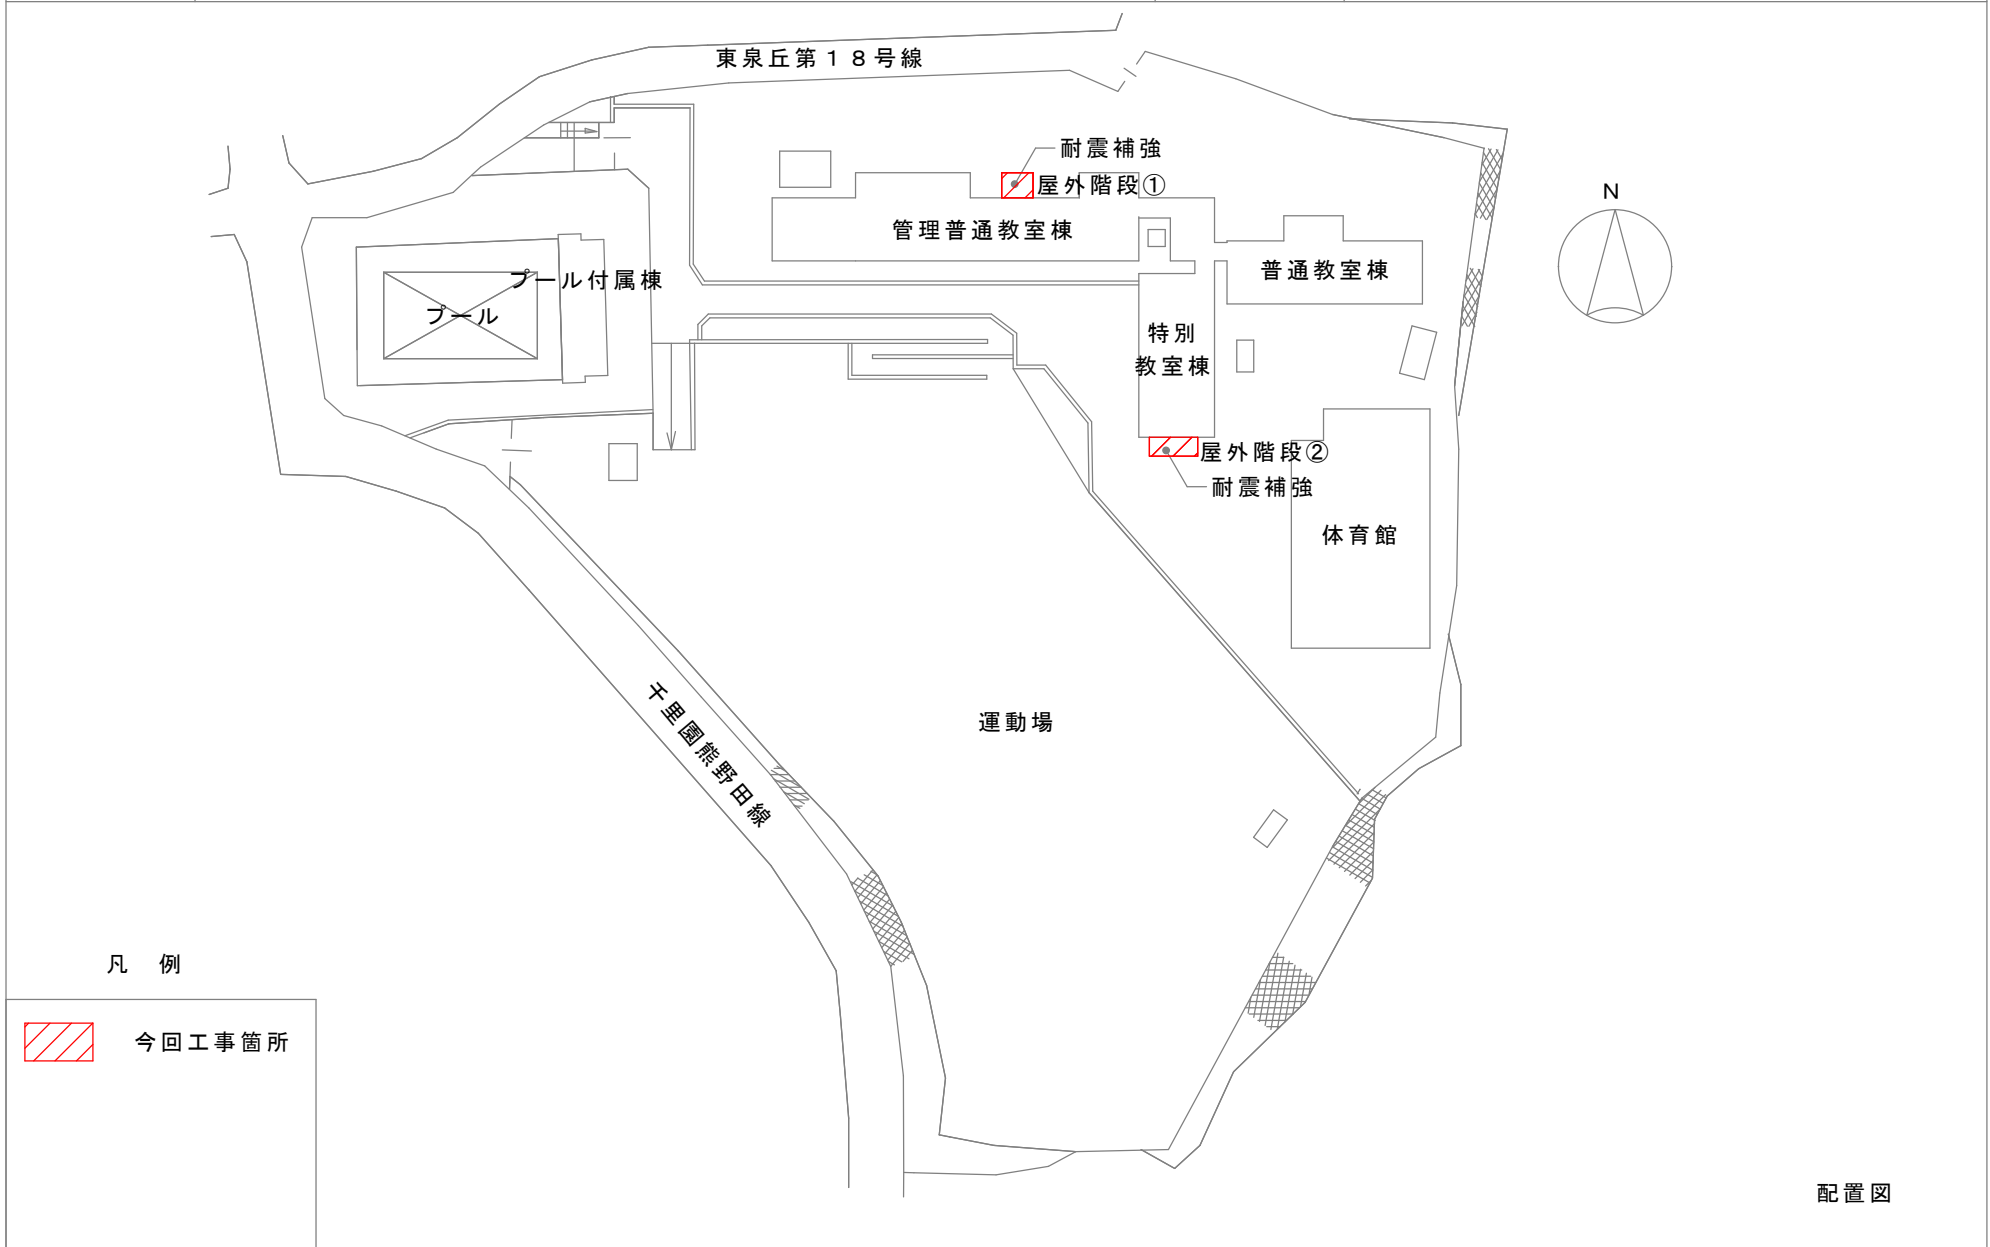 東泉丘第１８号線
耐震補強
屋外階段①
N
管理普通教室棟
普通教室棟
プール付属棟
プール
特別
教室棟
屋外階段②
耐震補強
体育館
千里園熊野田線
運動場
凡 例
今回工事箇所
配置図